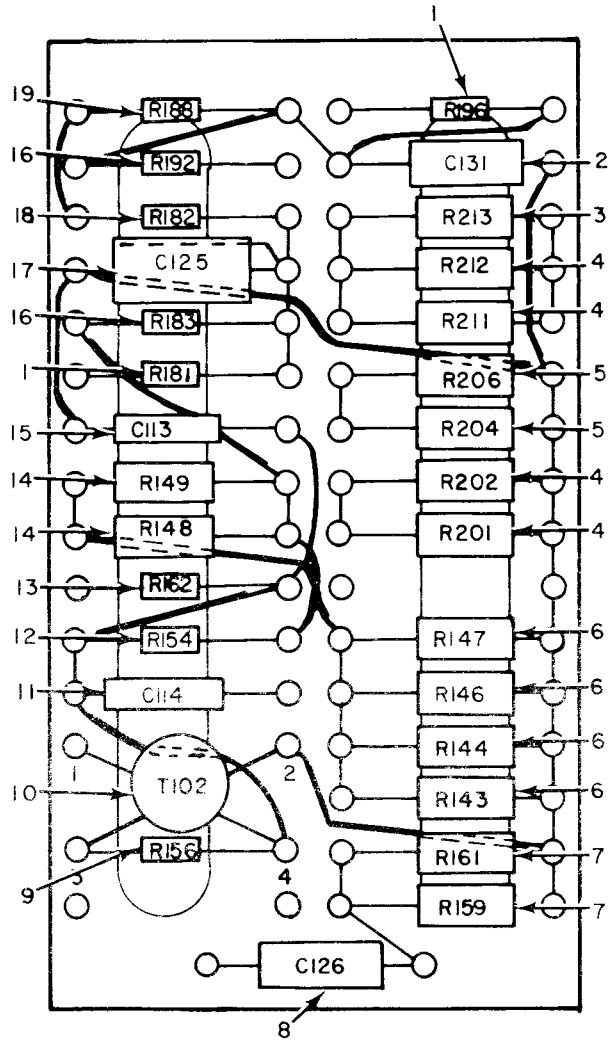 1
19 R188 R196
16 R192 C131 2
18 R182 R213 3
17 C125 R212 4
16 R183 R211 4
1 R181 R206 5
15 C113 R204 5
14 R149 R202 4
14 R148 R201 4
13 R162
12 R154 R147 6
11 C114 R146 6
1 2 R144 6
10 T102 R143 6
R156 R161 7
3 4
9 R159 7
C126
8